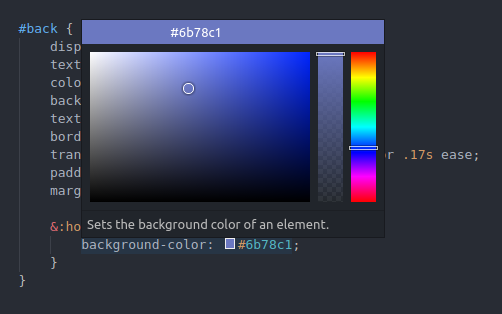 #6b78c1
#back {
disp
text
colo
back
text
bord
tran
r .17s ease;
padd
marg
&:ho
Sets the background color of an element.
background-color: #6b78c1;
}
}